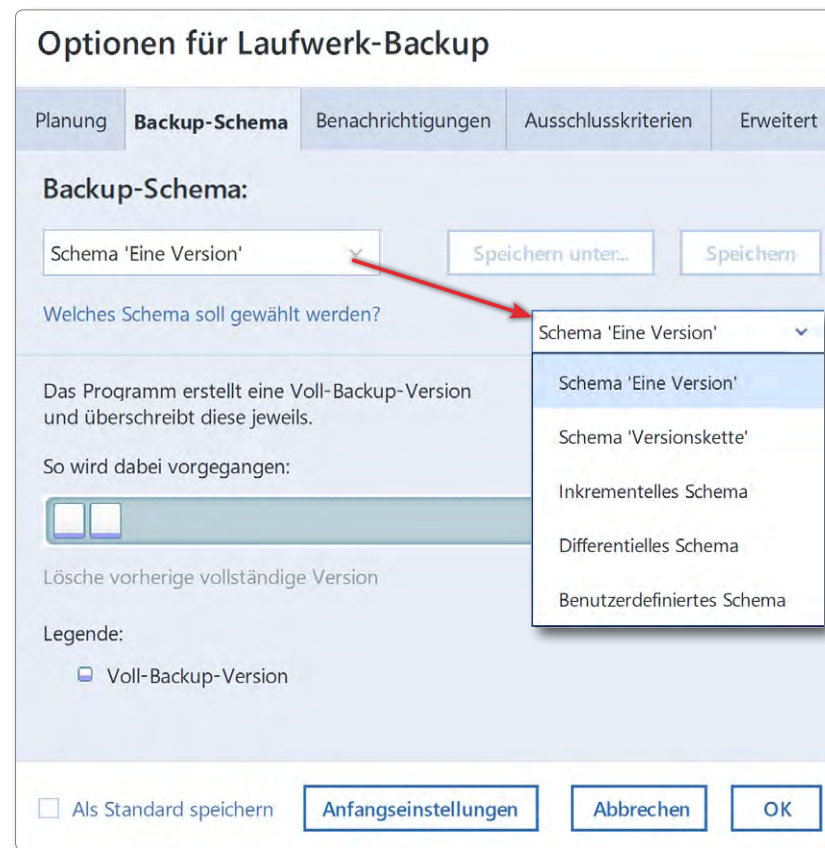 Optionen für Laufwerk-Backup
Planung Backup-Schema Benachrichtigungen Ausschlusskriterien Erweitert
Backup-Schema:
Schema 'Eine Version' Speichern unter... Speichern
Welches Schema soll gewählt werden?
Schema 'Eine Version'
Schema 'Eine Version'
Schema 'Versionskette'
Inkrementelles Schema
Differentielles Schema
Benutzerdefiniertes Schema
Das Programm erstellt eine Voll-Backup-Version
und überschreibt diese jeweils.
So wird dabei vorgegangen:
Lösche vorherige vollständige Version
Legende:
Voll-Backup-Version
Als Standard speichern Anfangseinstellungen Abbrechen OK